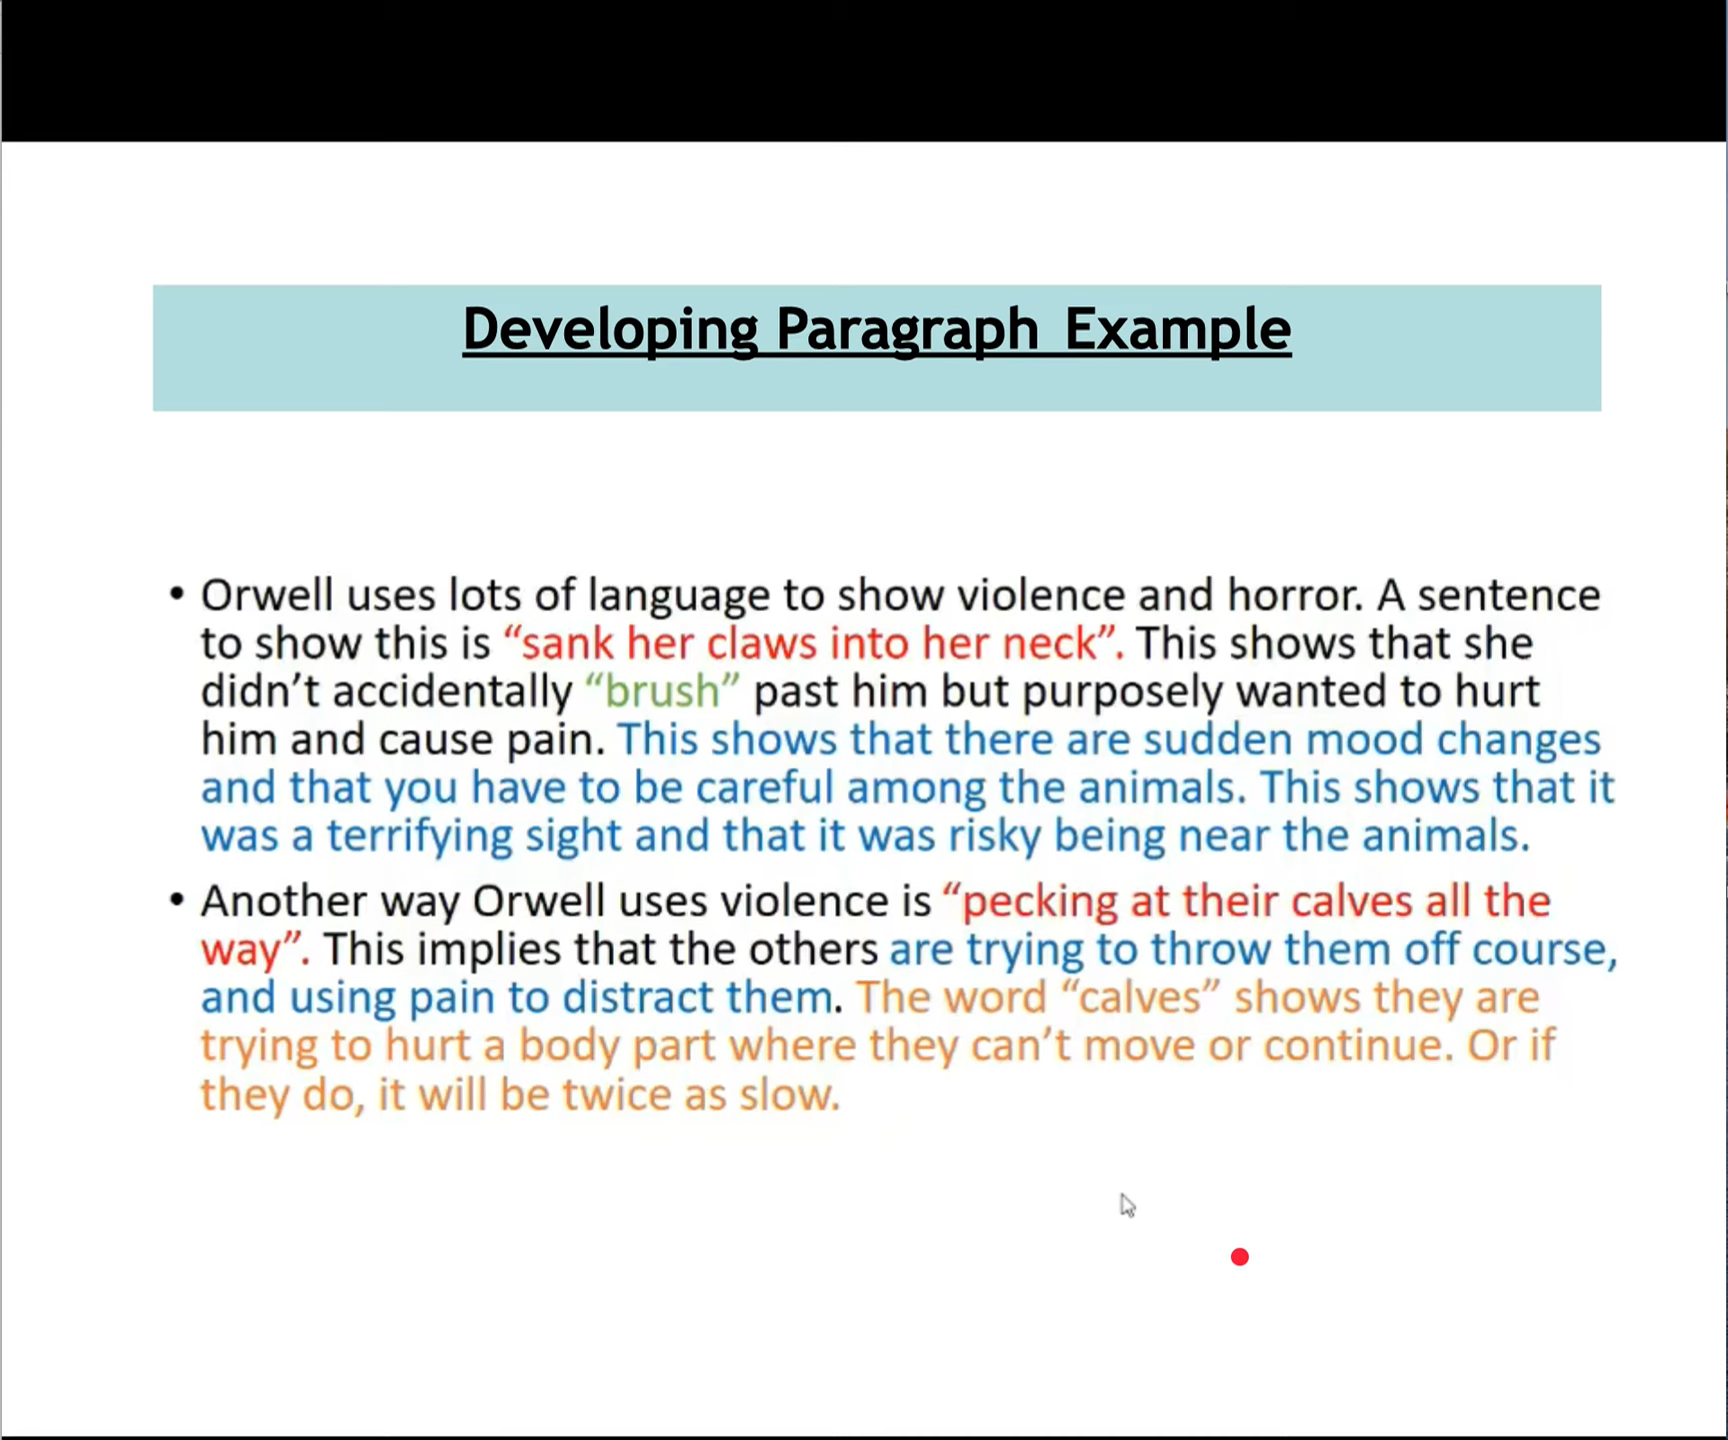 Developing Paragraph Example
• Orwell uses lots of language to show violence and horror. A sentence
to show this is “sank her claws into her neck”. This shows that she
didn’t accidentally “brush” past him but purposely wanted to hurt
him and cause pain. This shows that there are sudden mood changes
and that you have to be careful among the animals. This shows that it
was a terrifying sight and that it was risky being near the animals.
• Another way Orwell uses violence is “pecking at their calves all the
way”. This implies that the others are trying to throw them off course,
and using pain to distract them. The word “calves” shows they are
trying to hurt a body part where they can’t move or continue. Or if
they do, it will be twice as slow.